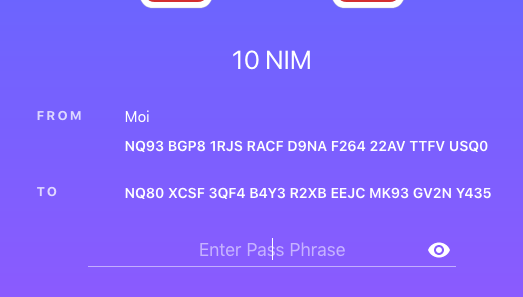 10 NIM
FROM
Moi
NQ93 BGP8 1RJS RACF D9NA F264 22AV TTFV USQ0
TO
NQ80 XCSF 3QF4 B4Y3 R2XB EEJC MK93 GV2N Y435
Enter Pass Phrase